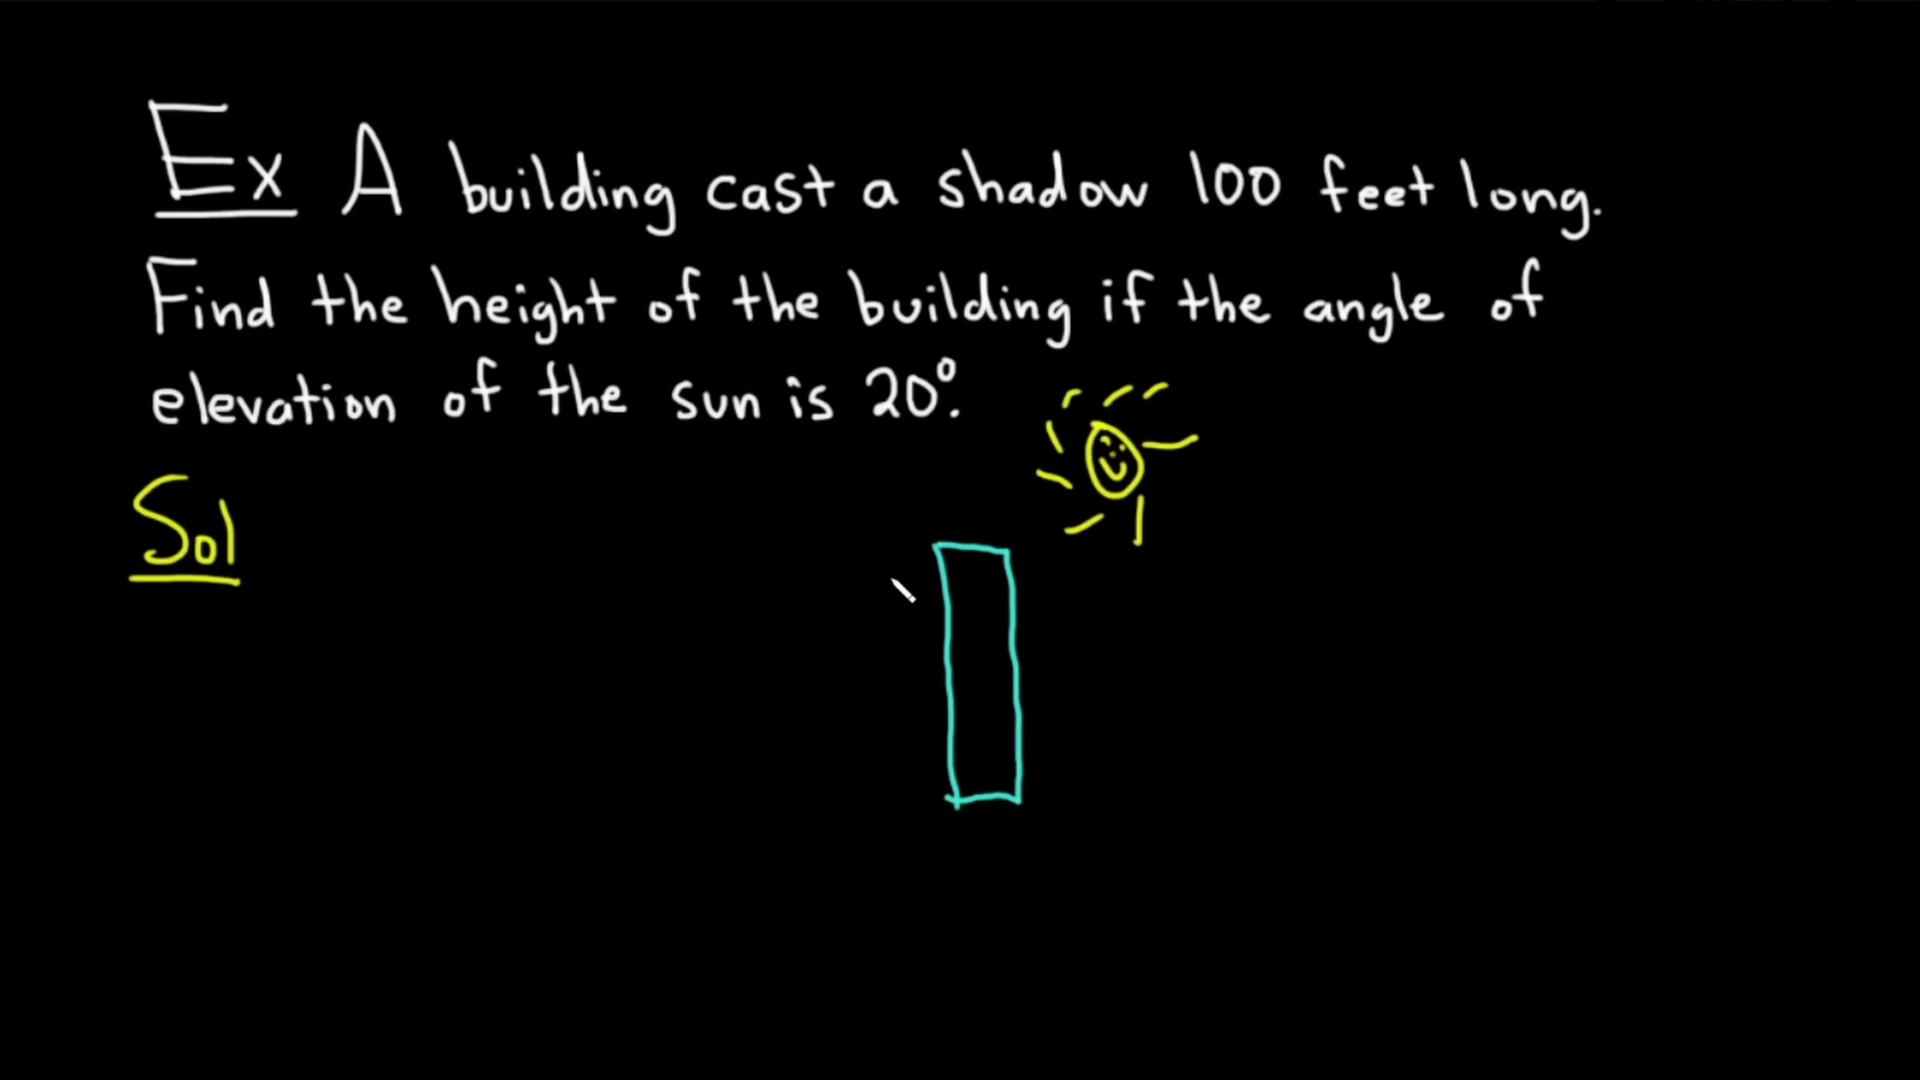 Ex A building cast a shadow 100 feet long.
Find the height of the building if the angle of
elevation of the sun is 20°.
Sol